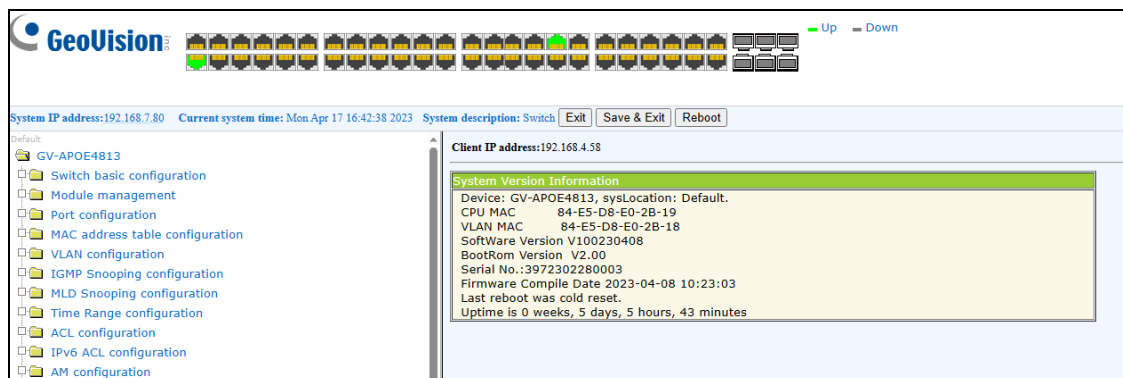 GeoVision inc
Up Down
System IP address:192.168.7.80 Current system time: Mon Apr 17 16:42:38 2023 System description: Switch Exit Save & Exit Reboot
Default
GV-APOE4813
Switch basic configuration
Module management
Port configuration
MAC address table configuration
VLAN configuration
IGMP Snooping configuration
MLD Snooping configuration
Time Range configuration
ACL configuration
IPv6 ACL configuration
AM configuration
Client IP address:192.168.4.58
System Version Information
Device: GV-APOE4813, sysLocation: Default.
CPU MAC 84-E5-D8-E0-2B-19
VLAN MAC 84-E5-D8-E0-2B-18
SoftWare Version V100230408
BootRom Version V2.00
Serial No.:3972302280003
Firmware Compile Date 2023-04-08 10:23:03
Last reboot was cold reset.
Uptime is 0 weeks, 5 days, 5 hours, 43 minutes